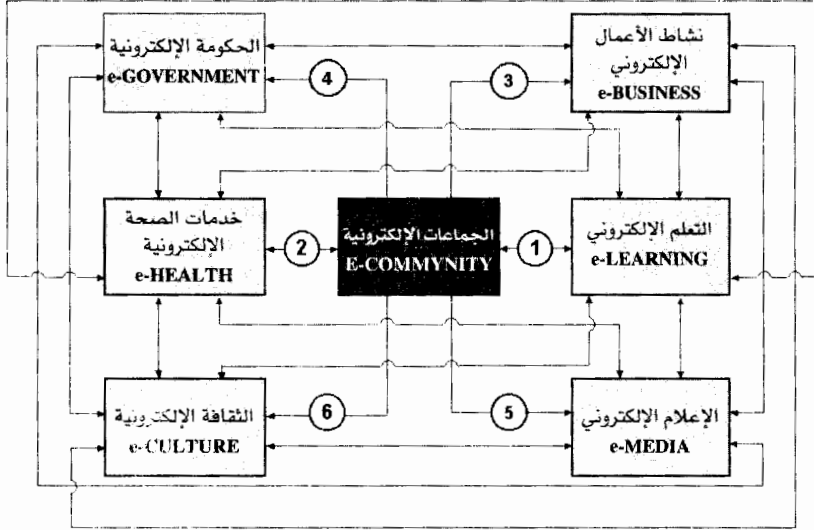 الحكومة الإلكترونية
e-GOVERNMENT
4
3
نشاط الأعمال
الإلكتروني
e-BUSINESS
خدمات الصحة
الإلكترونية
e-HEALTH
2
الجماعات الإلكترونية
E-COMMYNITY
1
التعلم الإلكتروني
e-LEARNING
الثقافة الإلكترونية
e-CULTURE
6
5
الإعلام الإلكتروني
e-MEDIA